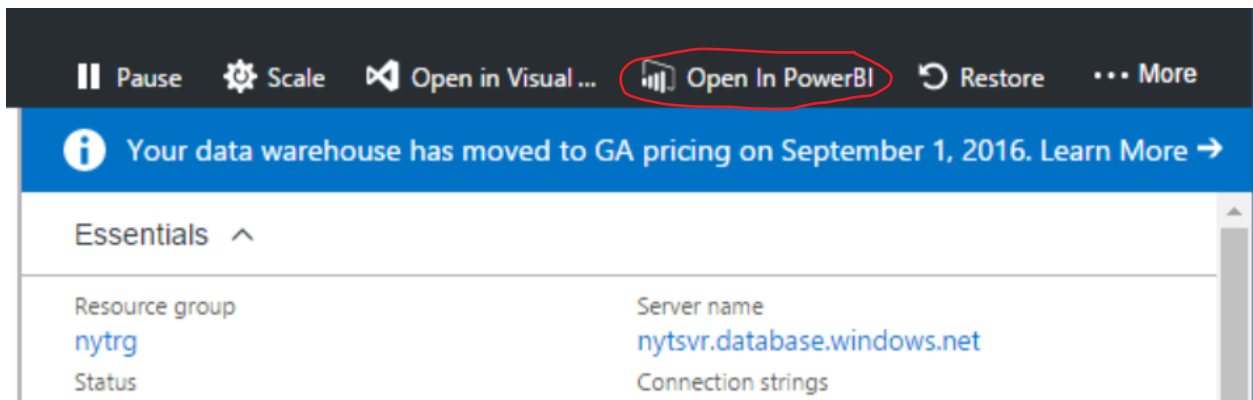 Pause Scale Open in Visual ... Open In PowerBI Restore ... More
Your data warehouse has moved to GA pricing on September 1, 2016. Learn More →
Essentials
Resource group Server name
nytrg nytsvr.database.windows.net
Status Connection strings